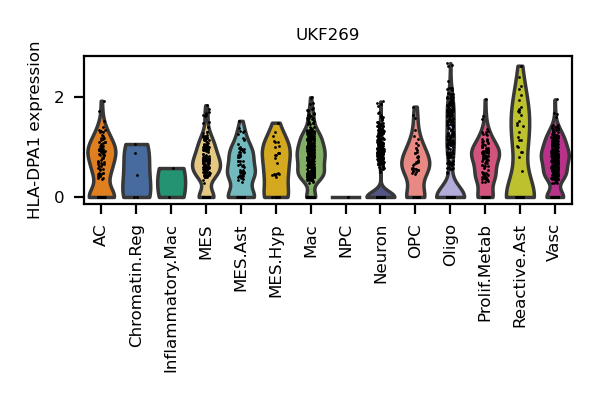 UKF269
HLA-DPA1 expression
2
0
AC
Chromatin.Reg
Inflammatory.Mac
MES
MES.Ast
MES.Hyp
Mac
NPC
Neuron
OPC
Oligo
Prolif.Metab
Reactive.Ast
Vasc